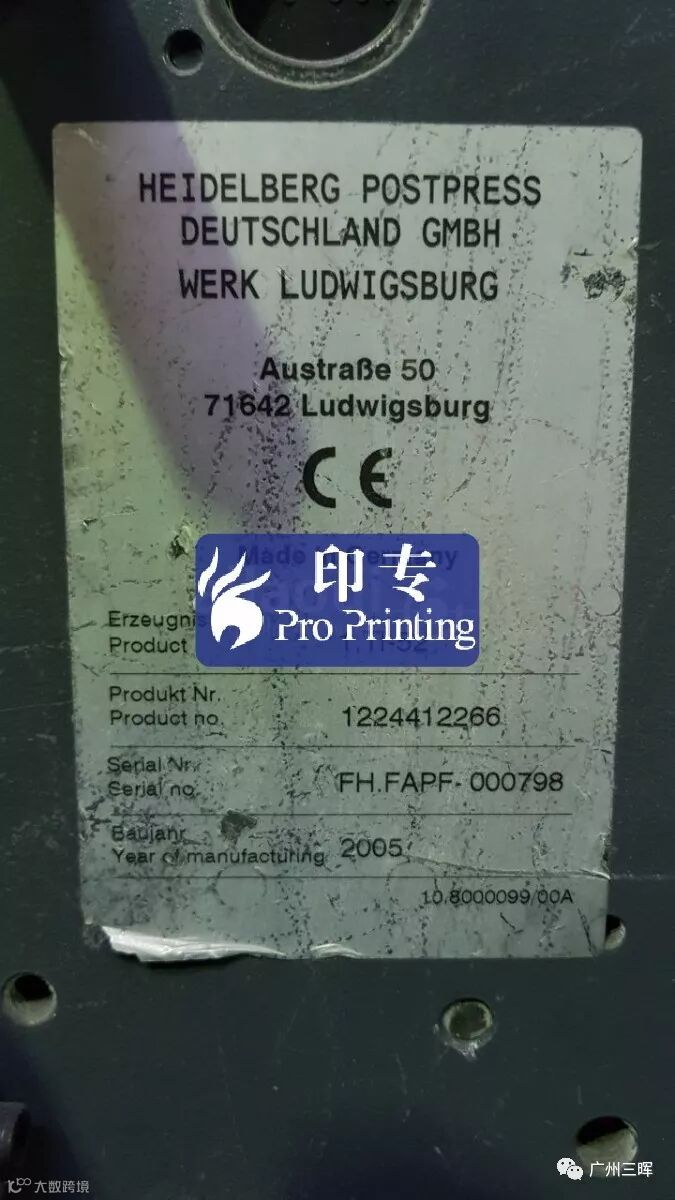 HEIDELBERG POSTPRESS
DEUTSCHLAND GMBH
WERK LUDWIGSBURG
Austraße 50
71642 Ludwigsburg
CE
印专
Pro Printing
Product
Produkt Nr.
Product no.
1224412266
Serial Nr.
Serial no.
FH.FAPF-000798
Baujahr
Year of manufacturing
2005
10.8000099/00A
广州三晖
大数跨境